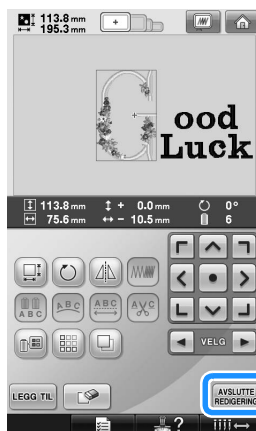 113.8 mm
195.3 mm
ood
Luck
113.8 mm + 0.0 mm 0°
75.6 mm - 10.5 mm 6
A B C A B C A B C A V C
VELG
LEGG TIL
AVSLUTTE
REDIGERING
?